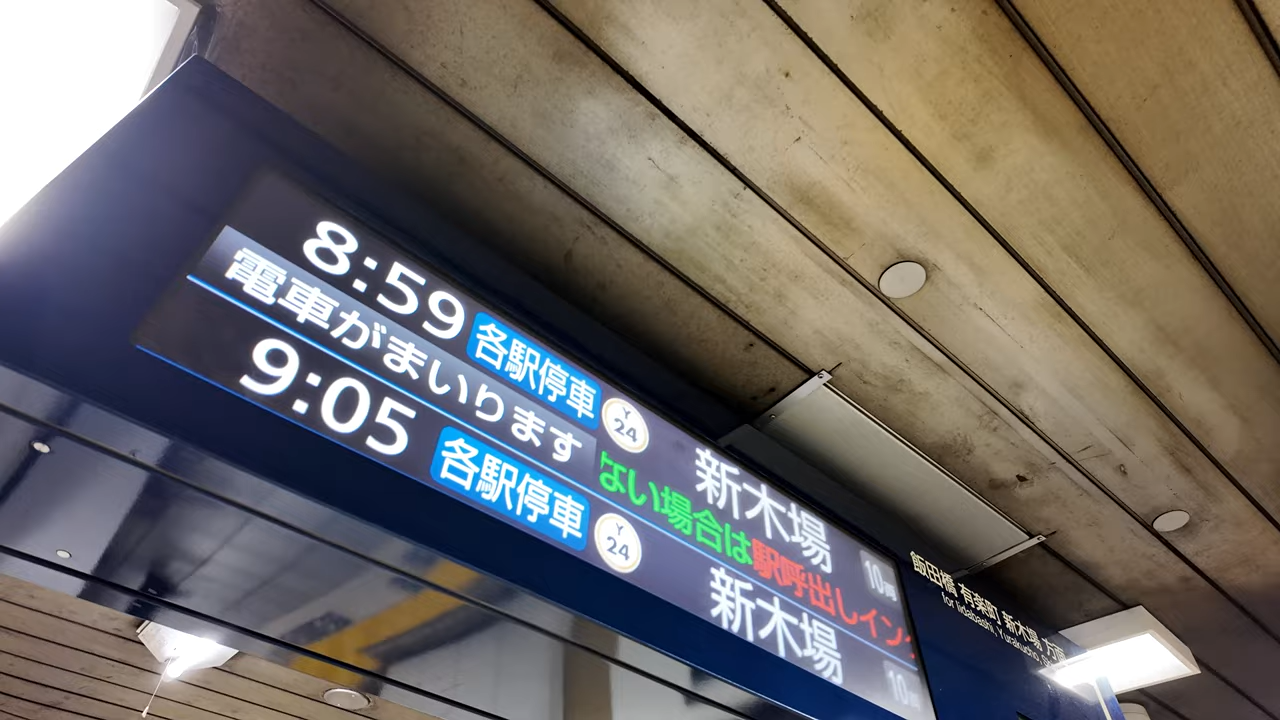 8:59 各駅停車 Y 24 新木場 10両
電車がまいります ない場合は駅呼出しイン
9:05 各駅停車 Y 24 新木場 10両
飯田橋 有楽町 新木場 方面
for Iidabashi, Yurakucho,